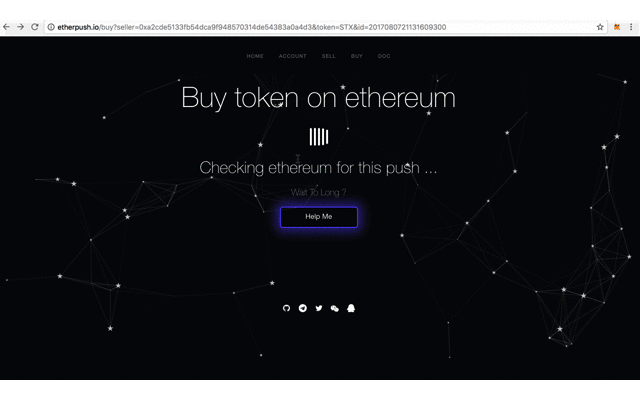 etherpush.io/buy?seller=0xa2cde5133fb54dca9f948570314de54383a0a4d3&token=STX&id=2017080721131609300
HOME ACCOUNT SELL BUY DOC
Buy token on ethereum
Checking ethereum for this push ...
Wait To Long ?
Help Me